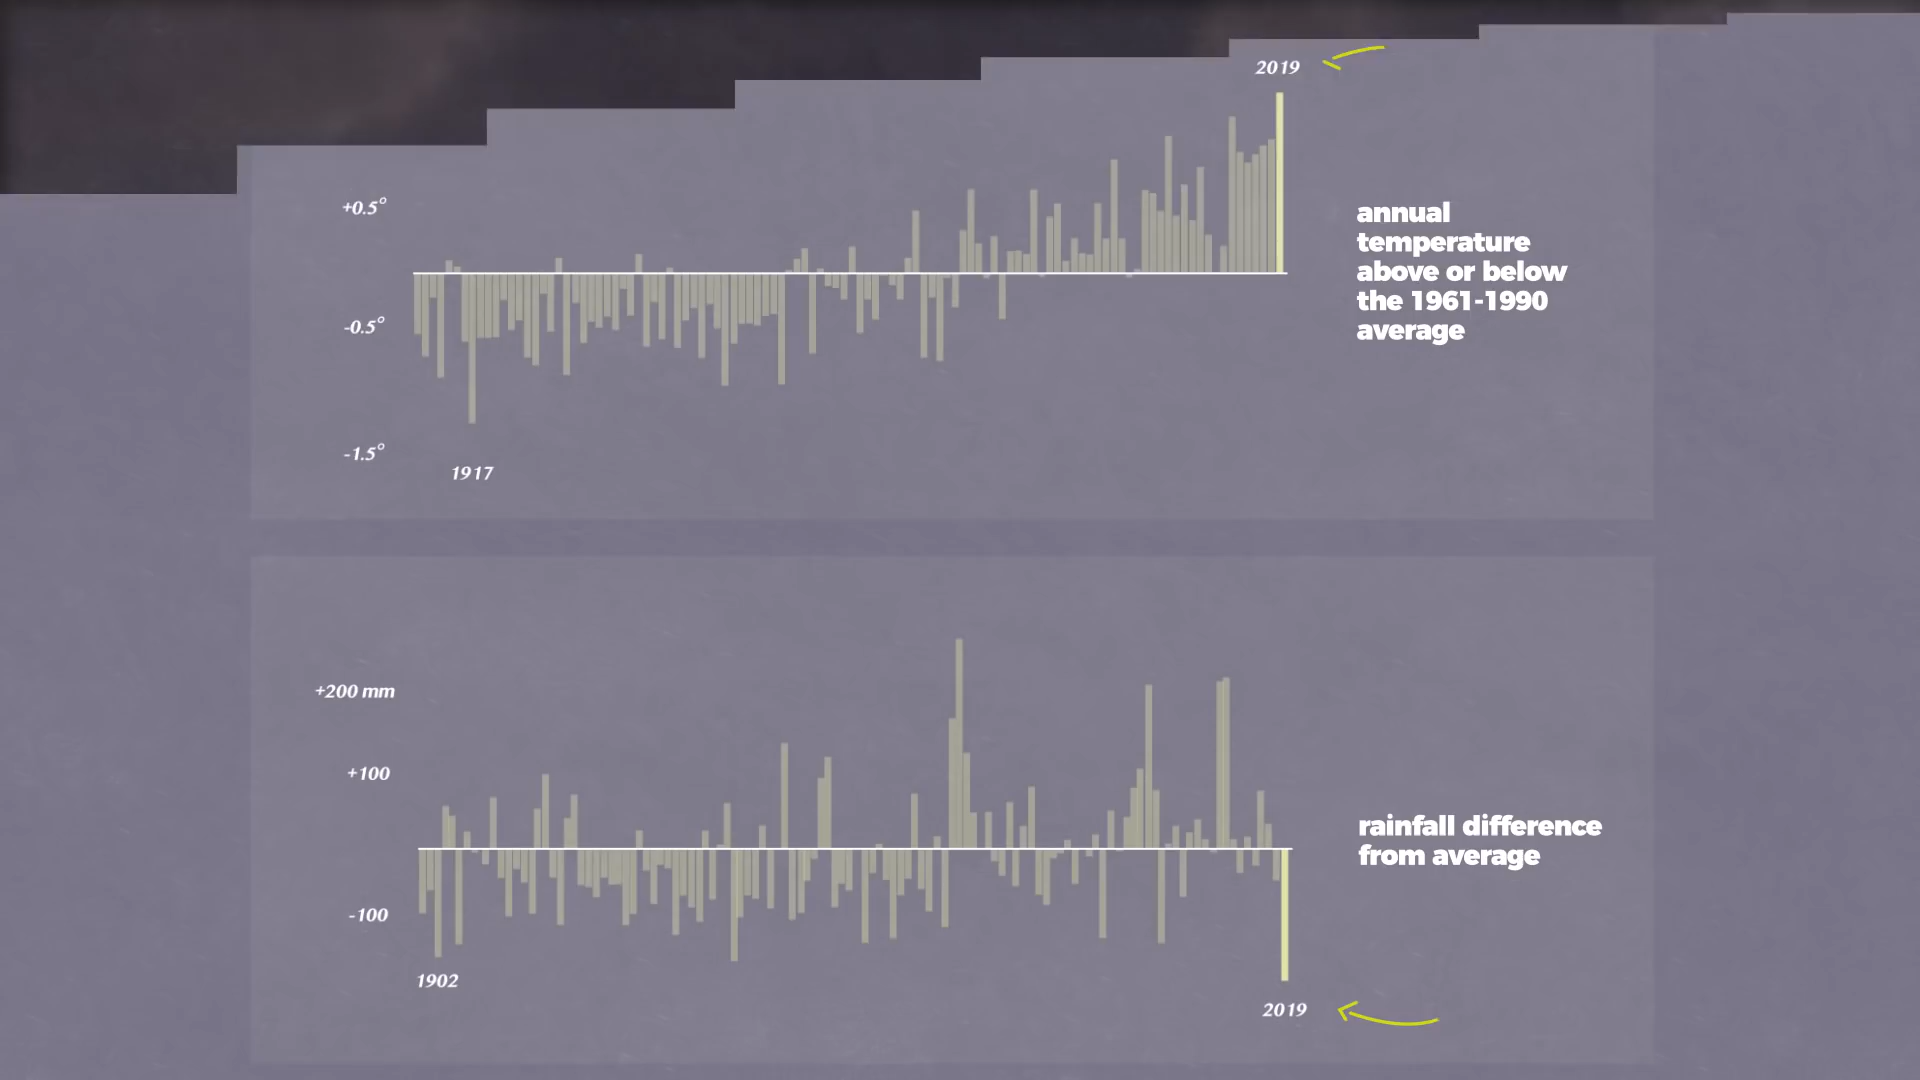 2019
+0.5°
-0.5°
-1.5°
1917
annual
temperature
above or below
the 1961-1990
average
+200 mm
+100
-100
1902
2019
rainfall difference
from average